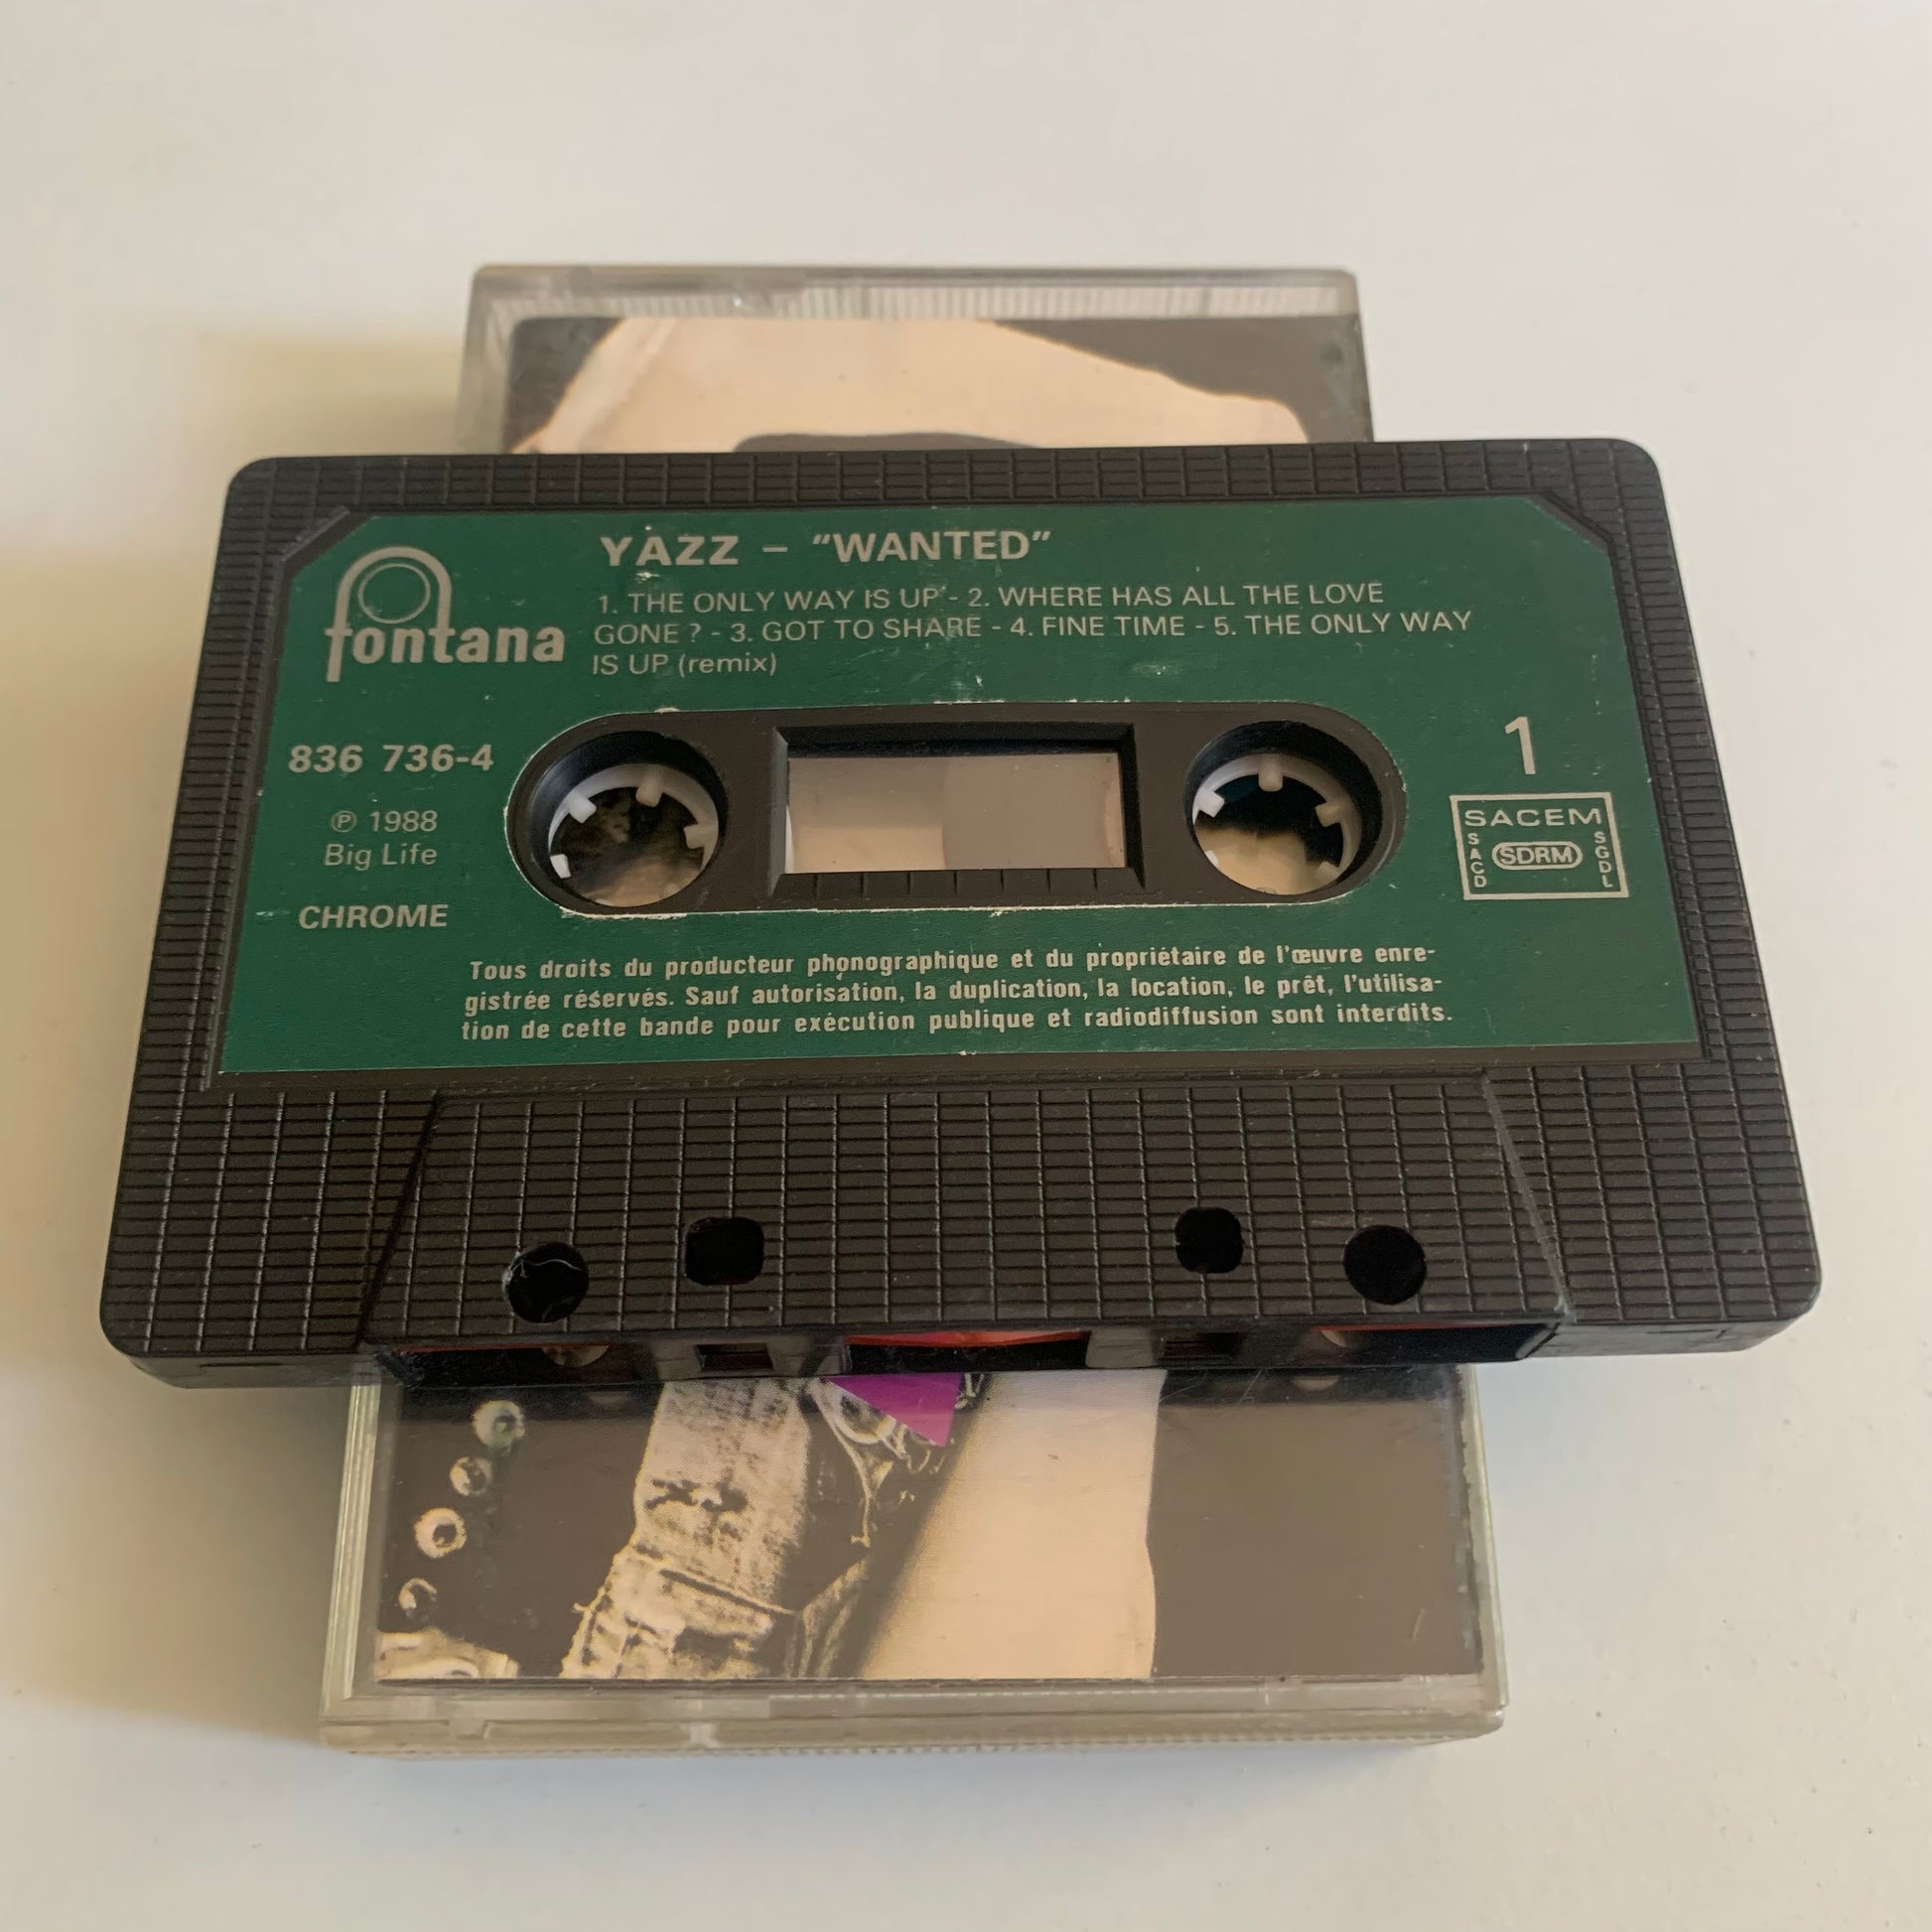 YAZZ – "WANTED"
1. THE ONLY WAY IS UP - 2. WHERE HAS ALL THE LOVE
GONE ? - 3. GOT TO SHARE - 4. FINE TIME - 5. THE ONLY WAY
IS UP (remix)
fontana
836 736-4
℗ 1988
Big Life
CHROME
1
SACEM
SACD
SDRM
SGDL
Tous droits du producteur phonographique et du propriétaire de l'œuvre enre-
gistrée réservés. Sauf autorisation, la duplication, la location, le prêt, l'utilisa-
tion de cette bande pour exécution publique et radiodiffusion sont interdits.